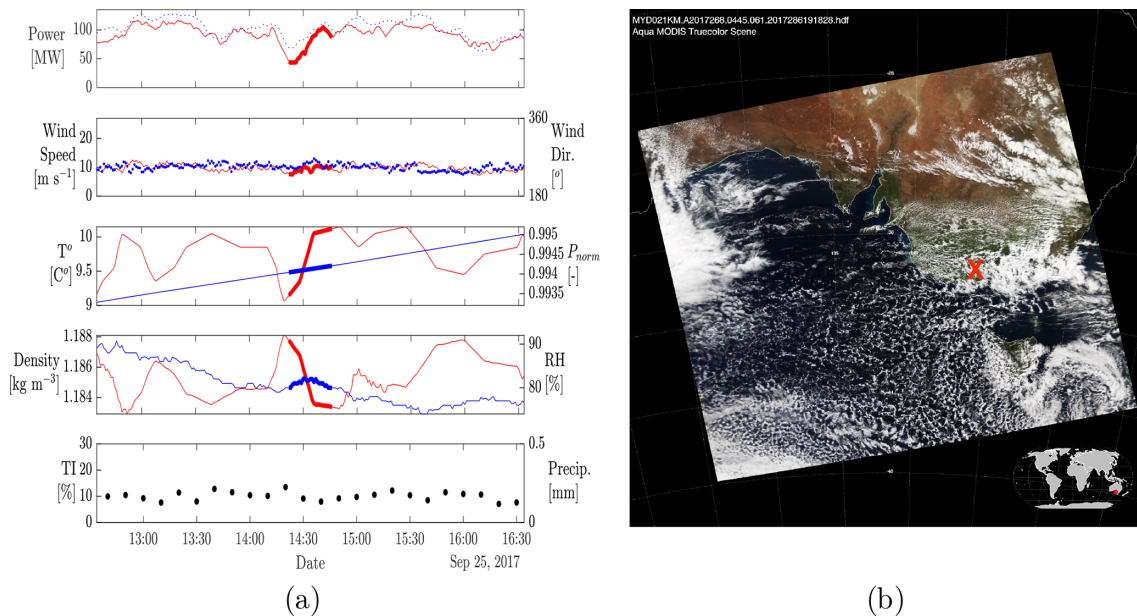 Power
[MW]
100
50
0
Wind
Speed
[m s⁻¹]
20
10
0
360
180
Wind
Dir.
[º]
Tº
[Cº]
10
9.5
9
0.995
0.9945
0.994
0.9935
Pnorm
[-]
Density
[kg m⁻³]
1.188
1.186
1.184
90
80
RH
[%]
TI
[%]
30
20
10
0
0.5
0
Precip.
[mm]
13:00 13:30 14:00 14:30 15:00 15:30 16:00 16:30
Date
Sep 25, 2017
(a)
MYD021KM.A2017268.0445.061.2017286191828.hdf
Aqua MODIS Truecolor Scene
135
X
(b)